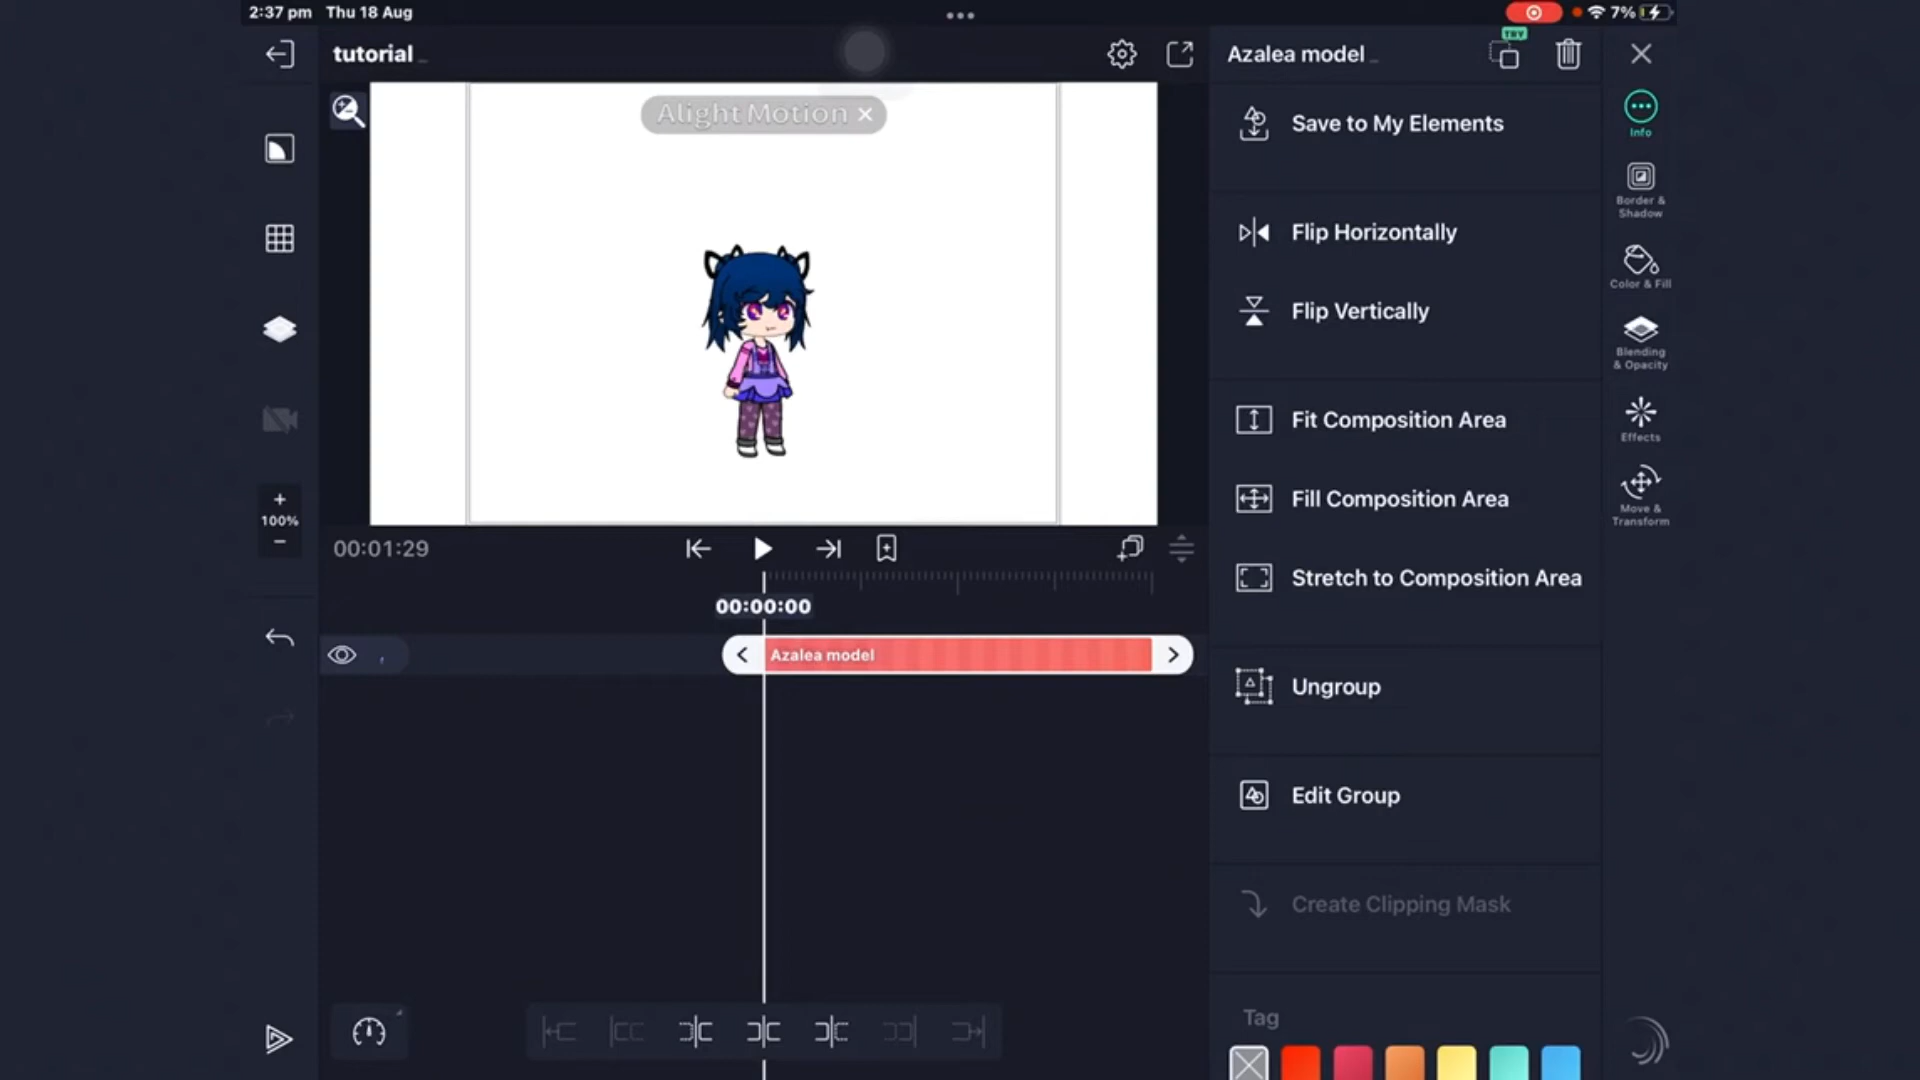 2:37 pm Thu 18 Aug
7%
tutorial
Azalea model
TRY
Alight Motion ×
Save to My Elements
Info
Flip Horizontally
Border &
Shadow
Flip Vertically
Color & Fill
Blending
& Opacity
Fit Composition Area
Effects
Fill Composition Area
Move &
Transform
+
100%
−
00:01:29
Stretch to Composition Area
00:00:00
Azalea model
Ungroup
Edit Group
Create Clipping Mask
Tag